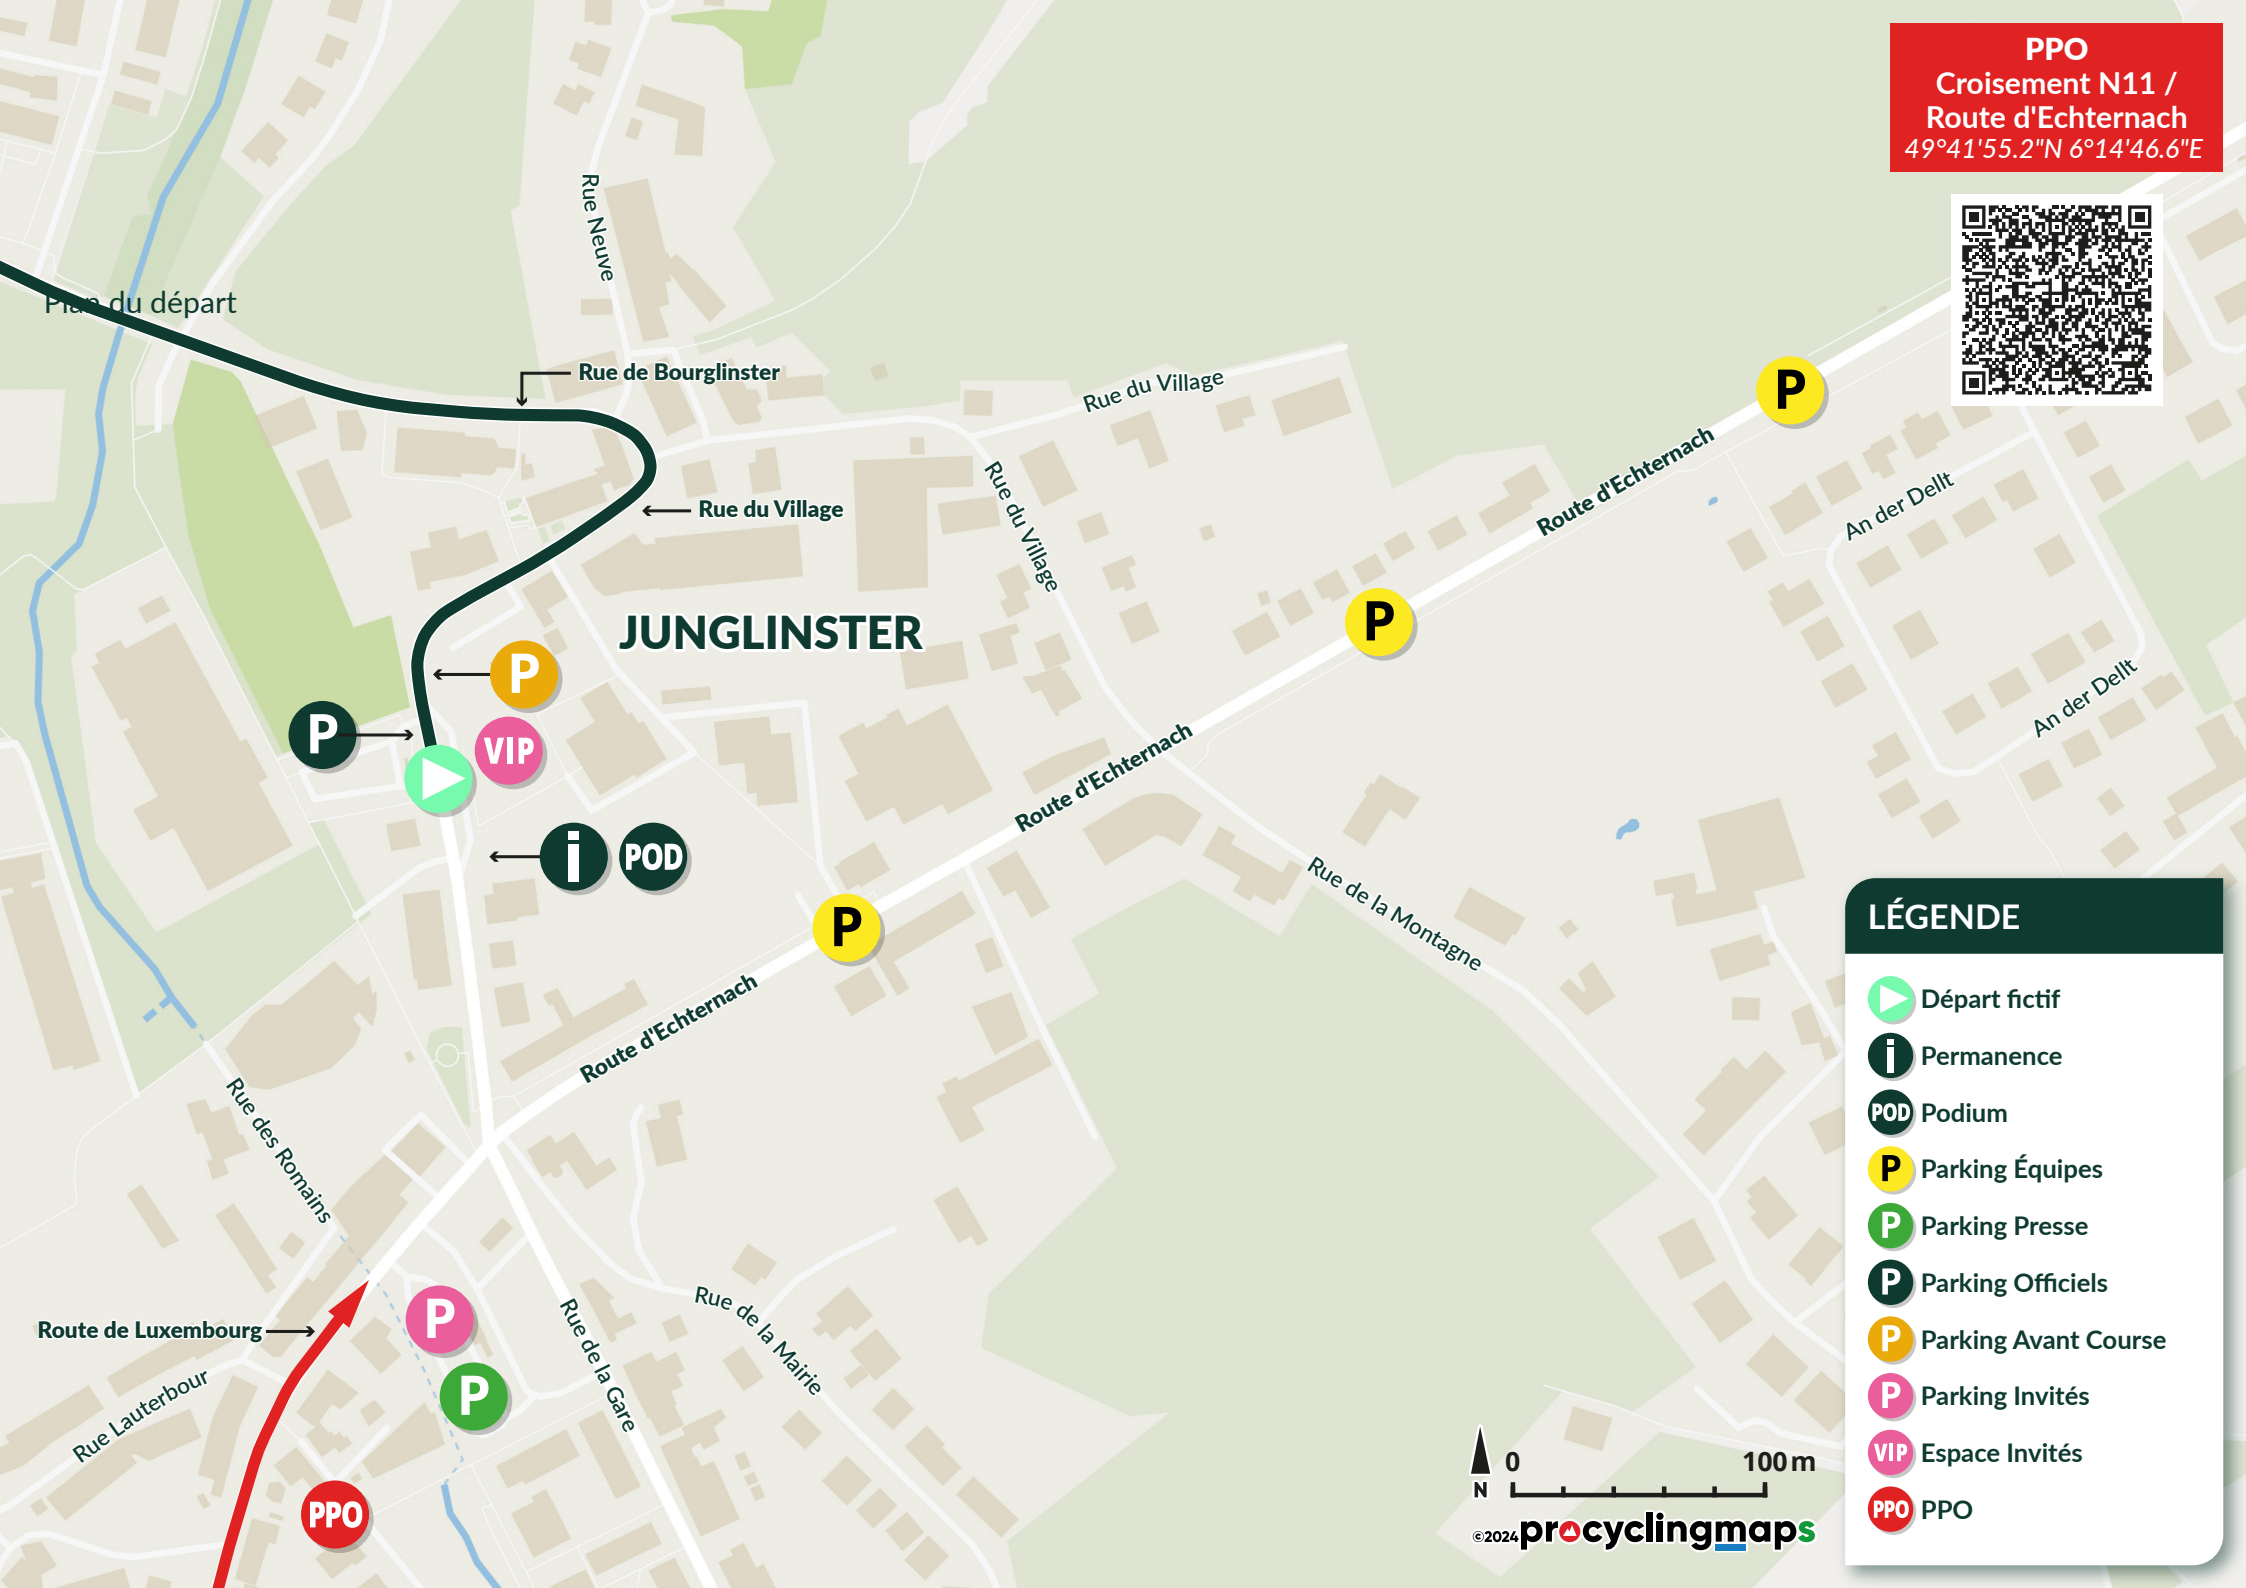 PPO
Croisement N11 /
Route d'Echternach
49°41'55.2"N 6°14'46.6"E
Rue Neuve
Plan du départ
Rue de Bourglinster
Rue du Village
P
Route d'Echternach
An der Dellt
Rue du Village
Rue du Village
JUNGLINSTER
P
P
P
VIP
An der Dellt
Route d'Echternach
i
POD
P
Rue de la Montagne
Route d'Echternach
Rue des Romains
Rue de la Mairie
Rue de la Gare
P
Route de Luxembourg
P
Rue Lauterbour
PPO
LÉGENDE
Départ fictif
i Permanence
POD Podium
P Parking Équipes
P Parking Presse
P Parking Officiels
P Parking Avant Course
P Parking Invités
VIP Espace Invités
PPO PPO
0 100 m
N
©2024 procyclingmaps